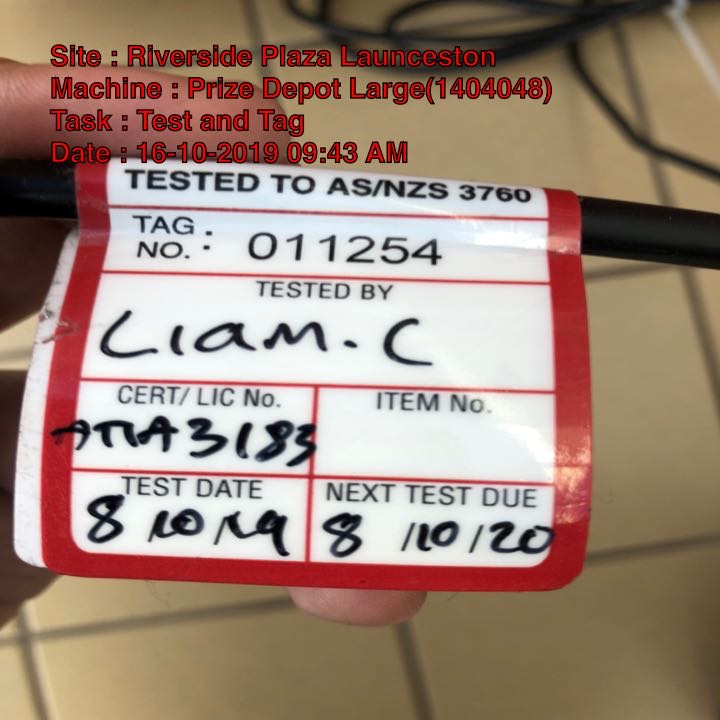 Site : Riverside Plaza Launceston
Machine : Prize Depot Large(1404048)
Task : Test and Tag
Date : 16-10-2019 09:43 AM
TESTED TO AS/NZS 3760
TAG NO. : 011254
TESTED BY
Liam. C
CERT/ LIC No.
ITEM No.
ATTA3183
TEST DATE
NEXT TEST DUE
8/10/19
8/10/20